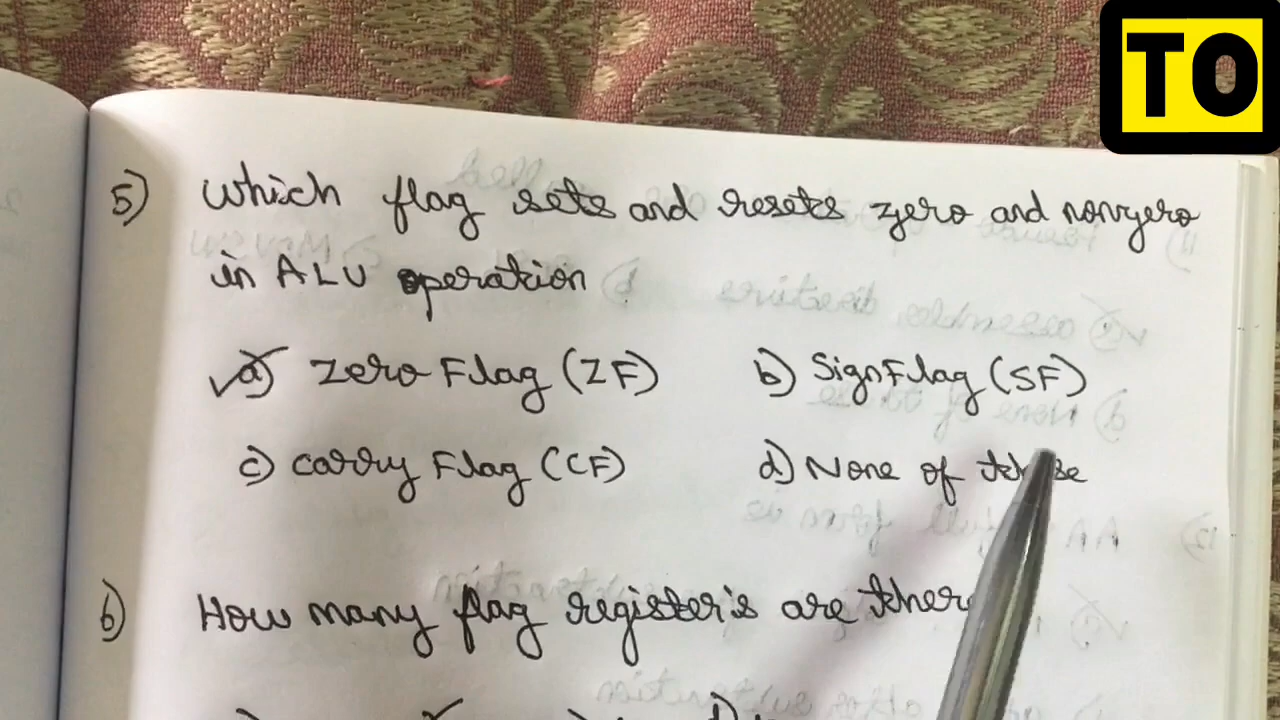 TO
5) Which flag sets and resets zero and nonzero
in ALU operation
a) Zero Flag (ZF) b) Sign Flag (SF)
c) Carry Flag (CF) d) None of these
6) How many flag register's are there